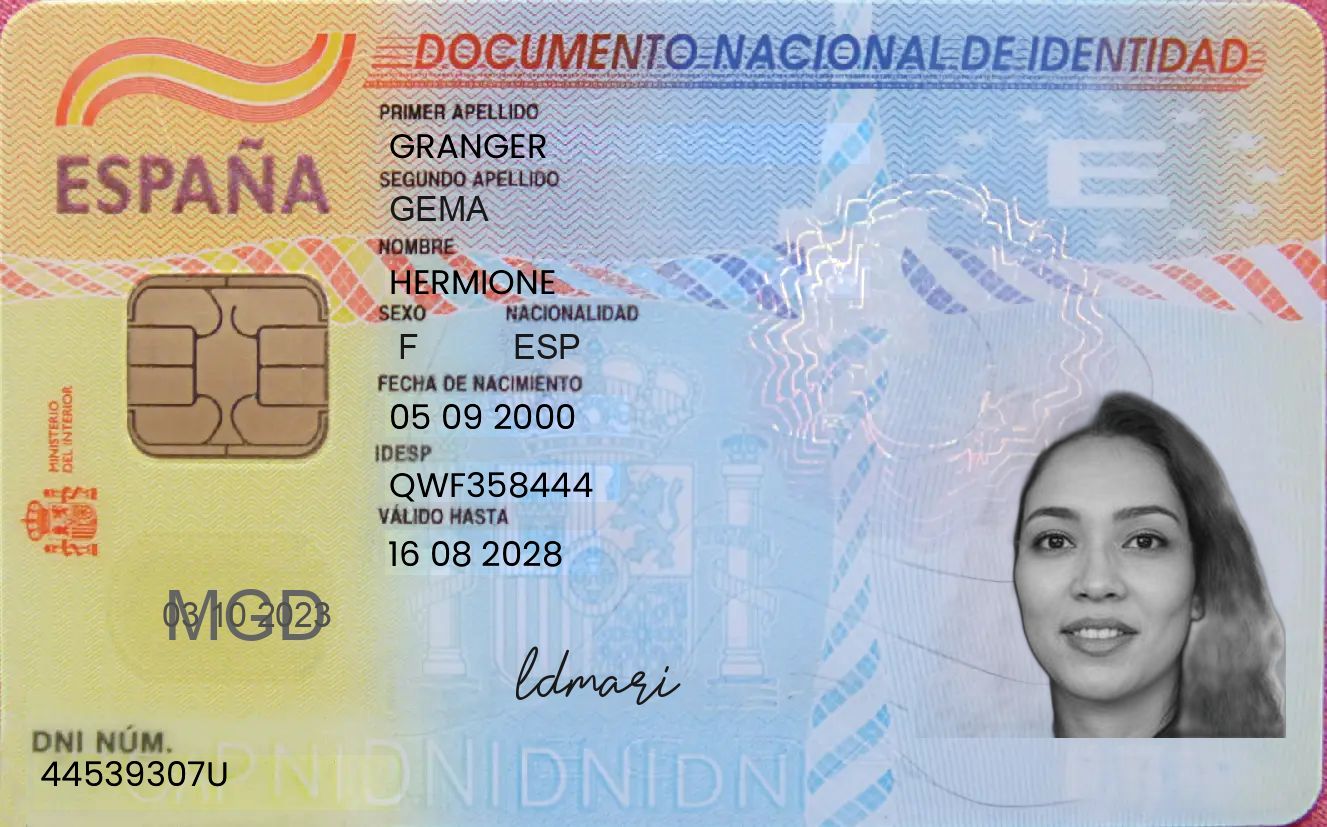 DOCUMENTO NACIONAL DE IDENTIDAD
ESPAÑA
PRIMER APELLIDO
GRANGER
SEGUNDO APELLIDO
GEMA
NOMBRE
HERMIONE
SEXO NACIONALIDAD
F ESP
FECHA DE NACIMIENTO
05 09 2000
IDESP
QWF358444
VÁLIDO HASTA
16 08 2028
MINISTERIO
DEL INTERIOR
E
MGD
03 10 2023
ldmari
DNI NÚM.
44539307U
DNIDNIDNIDN